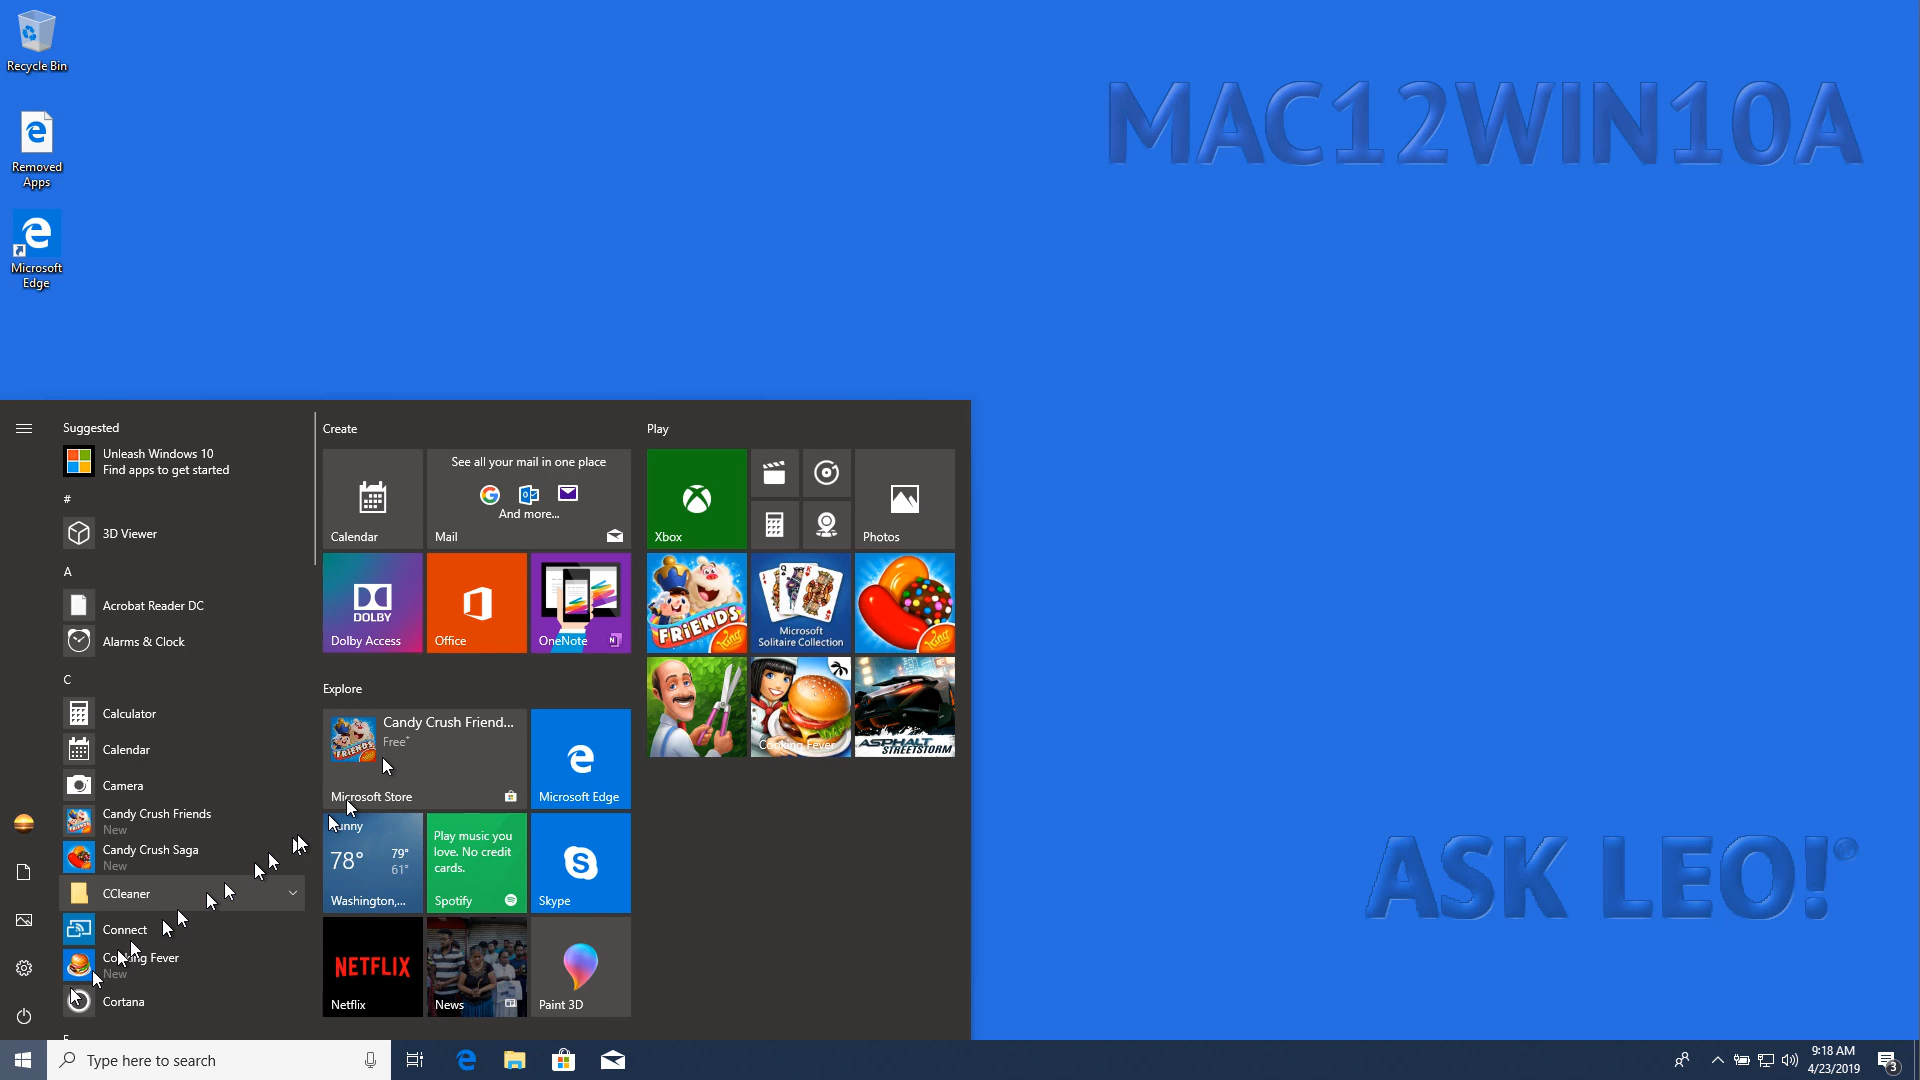 Recycle Bin
Removed
Apps
Microsoft
Edge
MAC12WIN10A
ASK LEO!®
Suggested
Unleash Windows 10
Find apps to get started
#
3D Viewer
A
Acrobat Reader DC
Alarms & Clock
C
Calculator
Calendar
Camera
Candy Crush Friends
New
Candy Crush Saga
New
CCleaner
Connect
New
Cortana
Create
Calendar
See all your mail in one place
And more...
Mail
DOLBY
Dolby Access
Office
OneNote
N
Explore
Candy Crush Friend...
Free*
FRIENDS
Microsoft Store
Microsoft Edge
78°
79°
61°
Washington,...
Play music you
love. No credit
cards.
Spotify
Skype
NETFLIX
Netflix
News
Paint 3D
Play
Xbox
Photos
FRIENDS
King
Microsoft
Solitaire Collection
King
Cooking Fever
ASPHALT
STREETSTORM
Type here to search
9:18 AM
4/23/2019
3